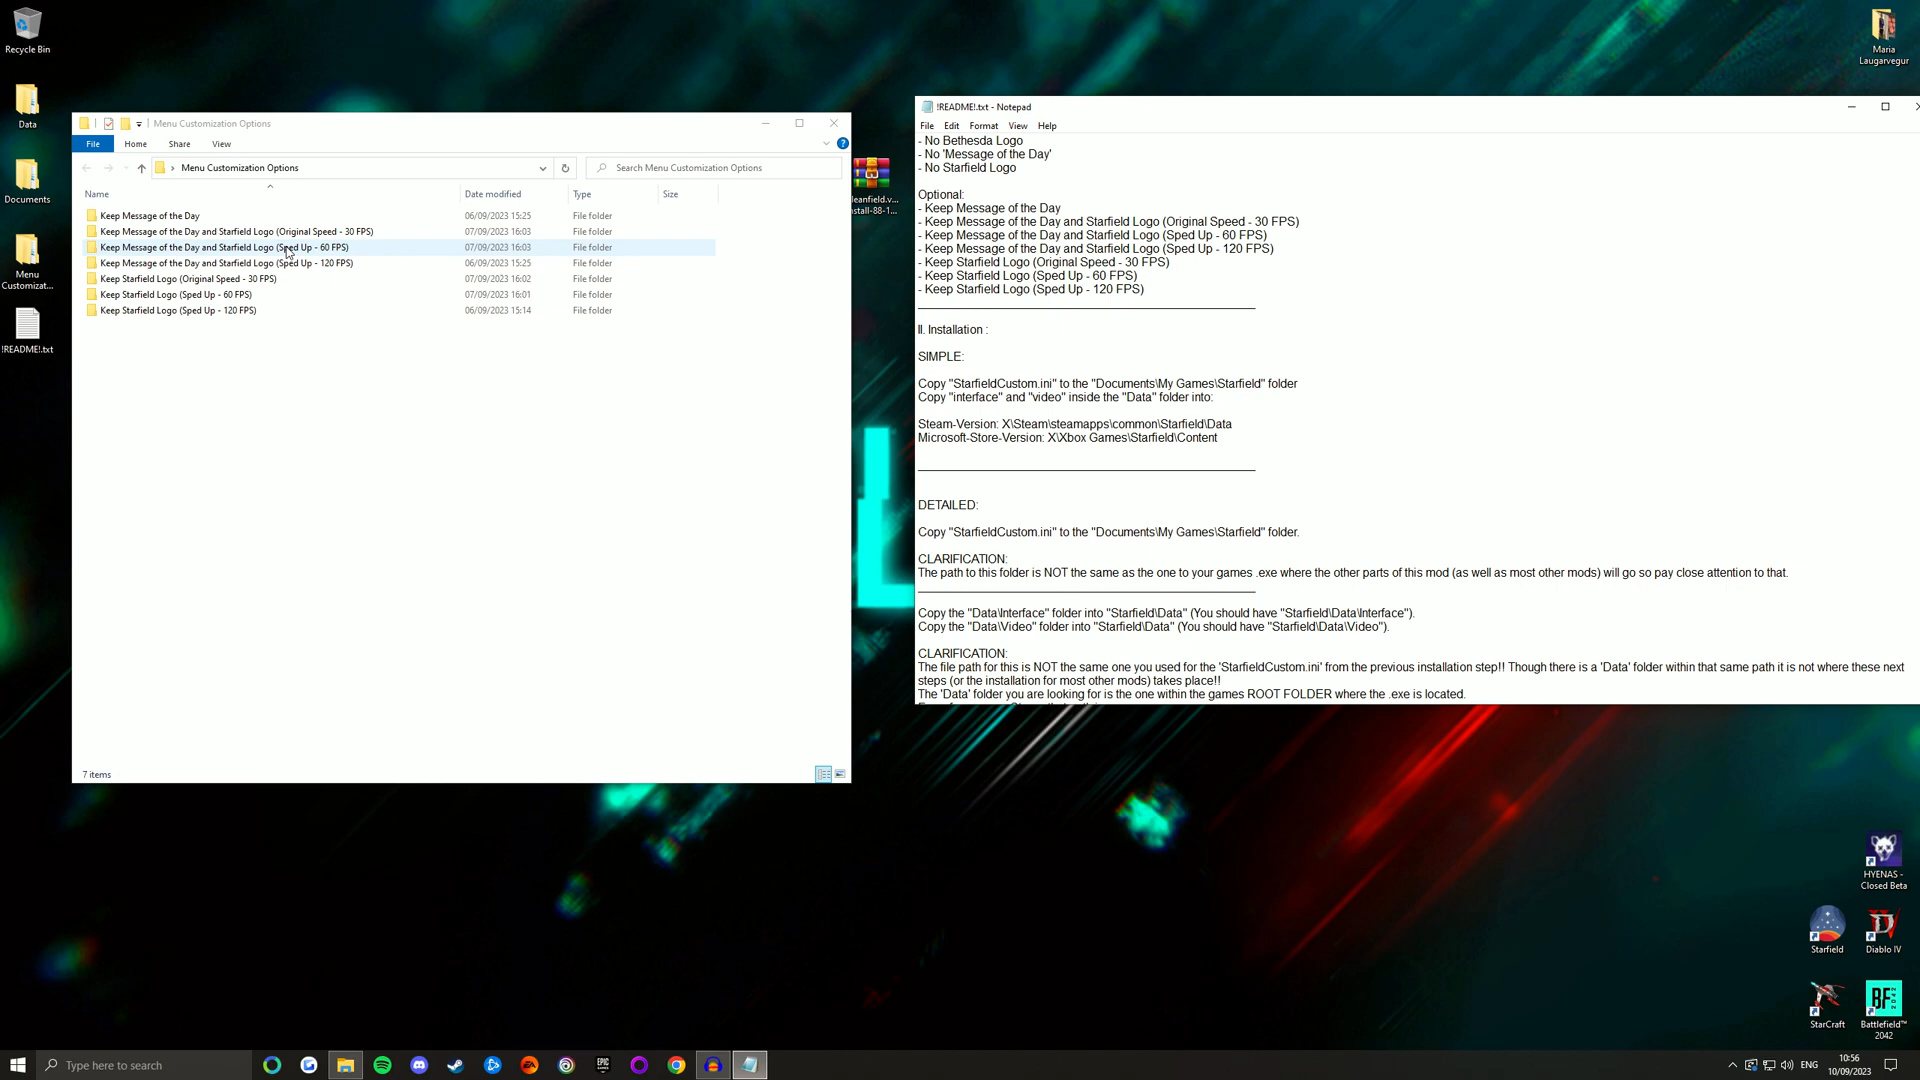 Recycle Bin
Data
Documents
Menu
Customizat...
!README!.txt
Menu Customization Options
File
Home
Share
View
Menu Customization Options
Search Menu Customization Options
Name
Date modified
Type
Size
Keep Message of the Day 06/09/2023 15:25 File folder
Keep Message of the Day and Starfield Logo (Original Speed - 30 FPS) 07/09/2023 16:03 File folder
Keep Message of the Day and Starfield Logo (Sped Up - 60 FPS) 07/09/2023 16:03 File folder
Keep Message of the Day and Starfield Logo (Sped Up - 120 FPS) 06/09/2023 15:25 File folder
Keep Starfield Logo (Original Speed - 30 FPS) 07/09/2023 16:02 File folder
Keep Starfield Logo (Sped Up - 60 FPS) 07/09/2023 16:01 File folder
Keep Starfield Logo (Sped Up - 120 FPS) 06/09/2023 15:14 File folder
7 items
leanfield.v...
nstall-88-1...
!README!.txt - Notepad
File Edit Format View Help
- No Bethesda Logo
- No 'Message of the Day'
- No Starfield Logo
Optional:
- Keep Message of the Day
- Keep Message of the Day and Starfield Logo (Original Speed - 30 FPS)
- Keep Message of the Day and Starfield Logo (Sped Up - 60 FPS)
- Keep Message of the Day and Starfield Logo (Sped Up - 120 FPS)
- Keep Starfield Logo (Original Speed - 30 FPS)
- Keep Starfield Logo (Sped Up - 60 FPS)
- Keep Starfield Logo (Sped Up - 120 FPS)
II. Installation :
SIMPLE:
Copy "StarfieldCustom.ini" to the "Documents\My Games\Starfield" folder
Copy "interface" and "video" inside the "Data" folder into:
Steam-Version: X\Steam\steamapps\common\Starfield\Data
Microsoft-Store-Version: X\Xbox Games\Starfield\Content
DETAILED:
Copy "StarfieldCustom.ini" to the "Documents\My Games\Starfield" folder.
CLARIFICATION:
The path to this folder is NOT the same as the one to your games .exe where the other parts of this mod (as well as most other mods) will go so pay close attention to that.
Copy the "Data\Interface" folder into "Starfield\Data" (You should have "Starfield\Data\Interface").
Copy the "Data\Video" folder into "Starfield\Data" (You should have "Starfield\Data\Video").
CLARIFICATION:
The file path for this is NOT the same one you used for the 'StarfieldCustom.ini' from the previous installation step!! Though there is a 'Data' folder within that same path it is not where these next
steps (or the installation for most other mods) takes place!!
The 'Data' folder you are looking for is the one within the games ROOT FOLDER where the .exe is located.
Maria
Laugarvegur
HYENAS -
Closed Beta
Starfield
Diablo IV
StarCraft
BF
2042
Battlefield™
2042
Type here to search
EPIC
GAMES
EA
ENG
10:56
10/09/2023